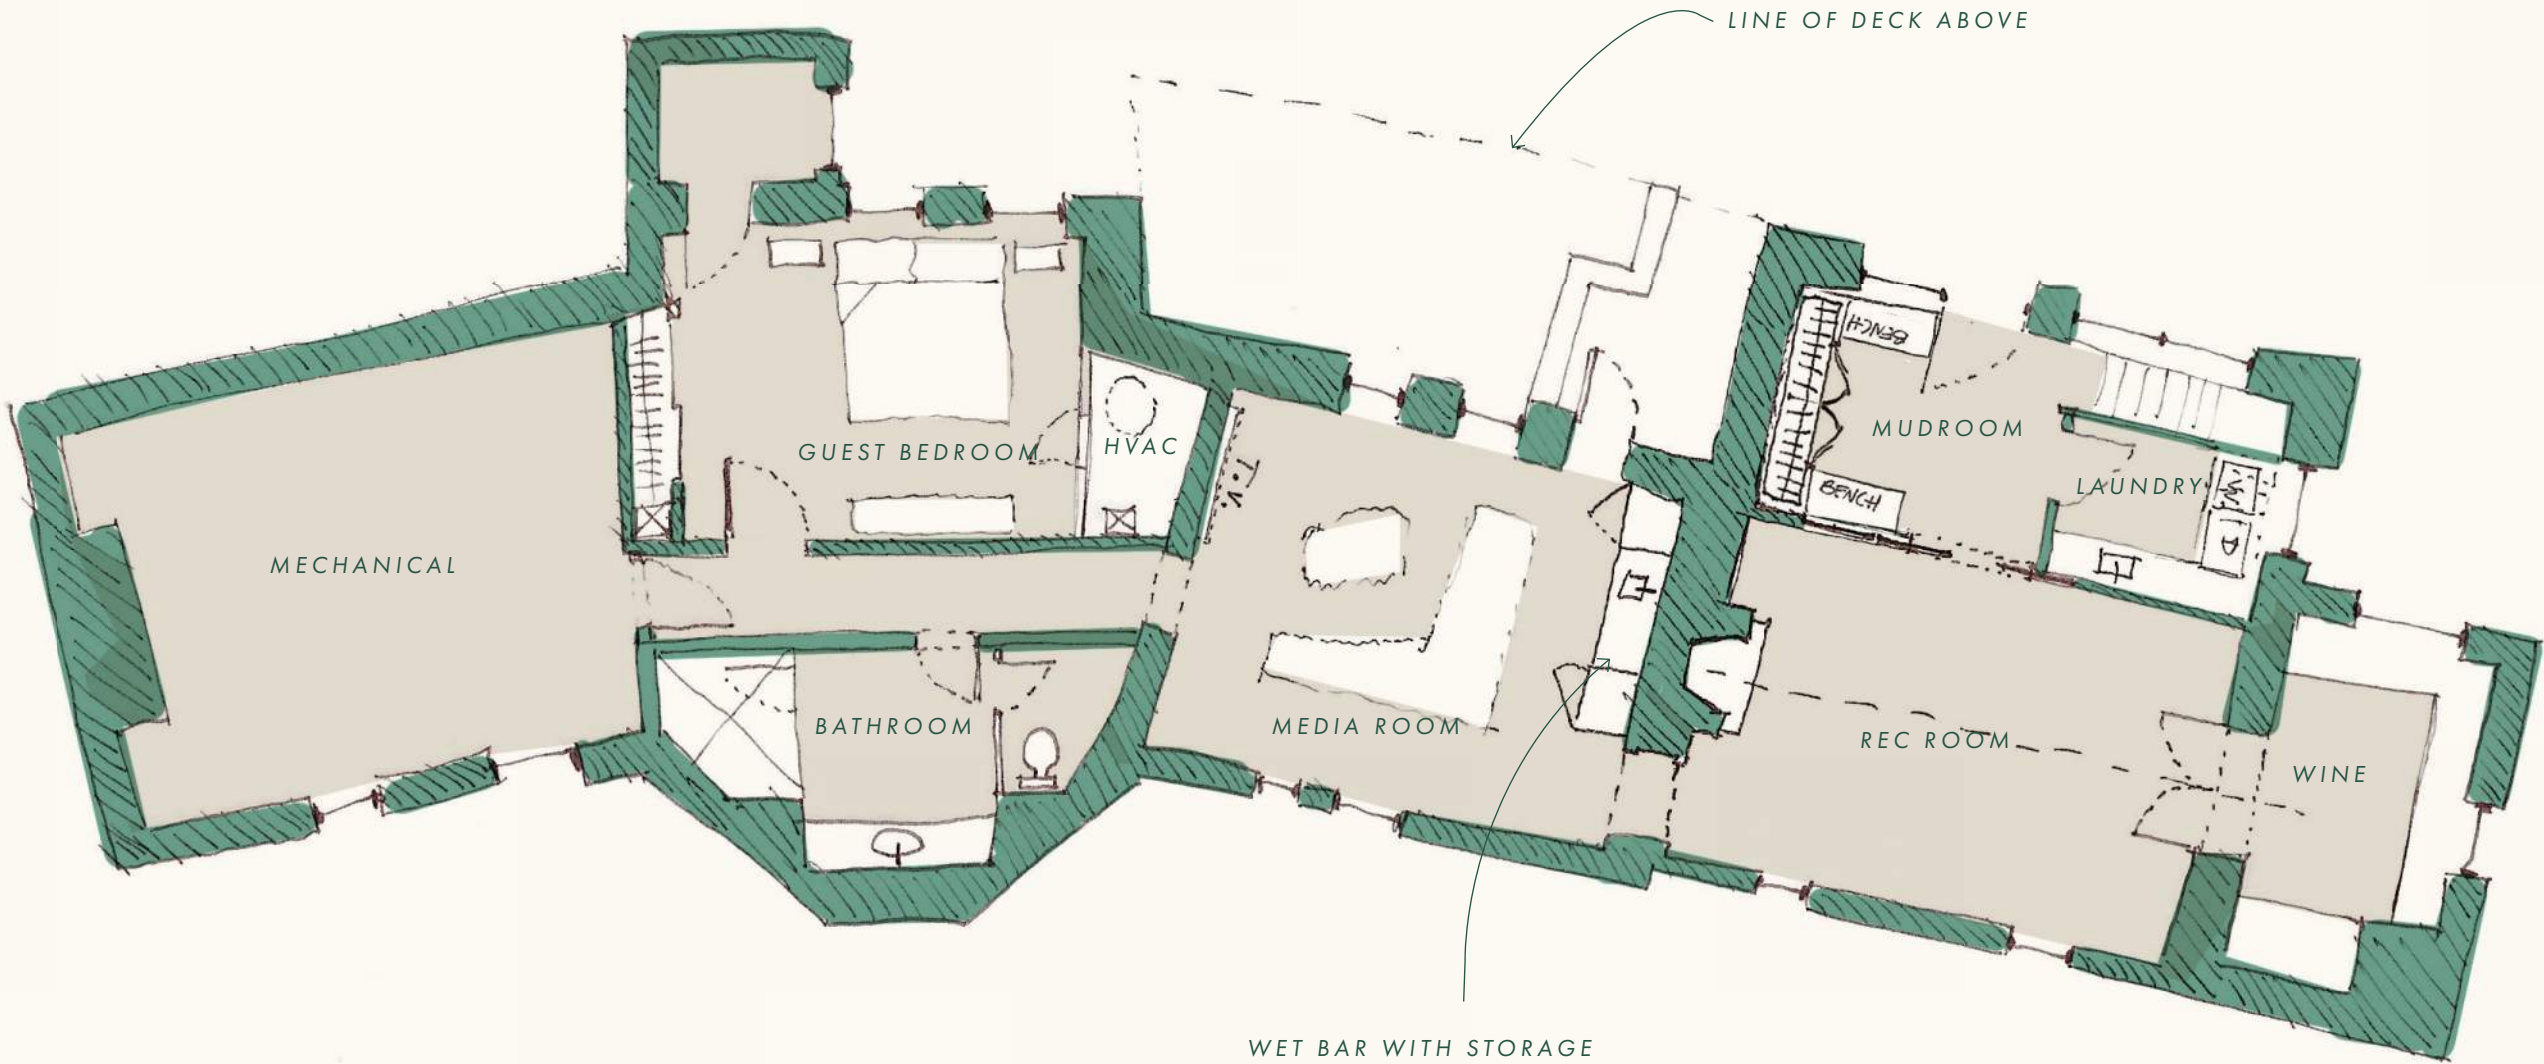 LINE OF DECK ABOVE
BENCH
MUDROOM
GUEST BEDROOM
HVAC
T.V.
LAUNDRY
W
BENCH
D
MECHANICAL
BATHROOM
MEDIA ROOM
REC ROOM
WINE
WET BAR WITH STORAGE